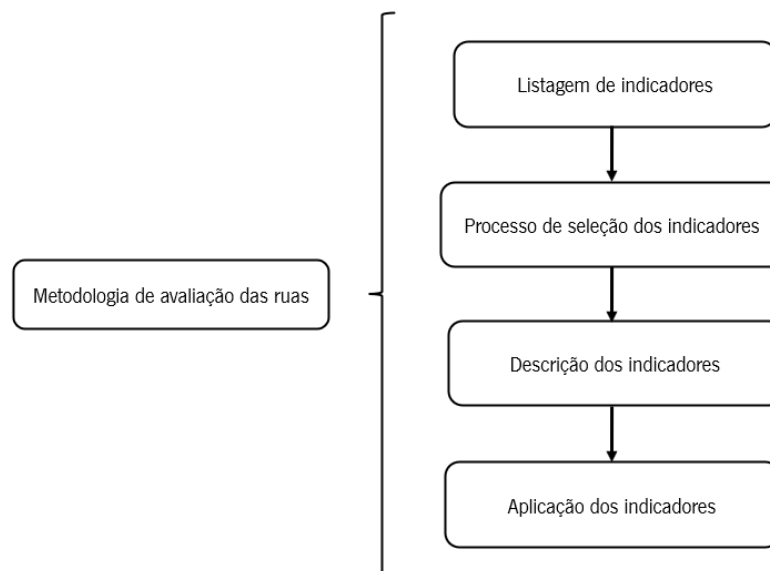 Listagem de indicadores
Processo de seleção dos indicadores
Metodologia de avaliação das ruas
Descrição dos indicadores
Aplicação dos indicadores